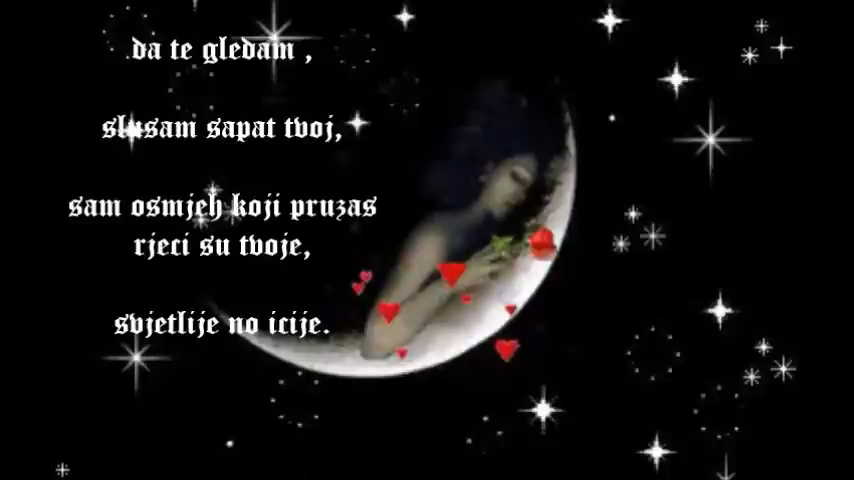 da te gledam ,
slusam sapat tvoj,
sam osmjeh koji pruzas
rjeci su tvoje,
svjetlije no icije.